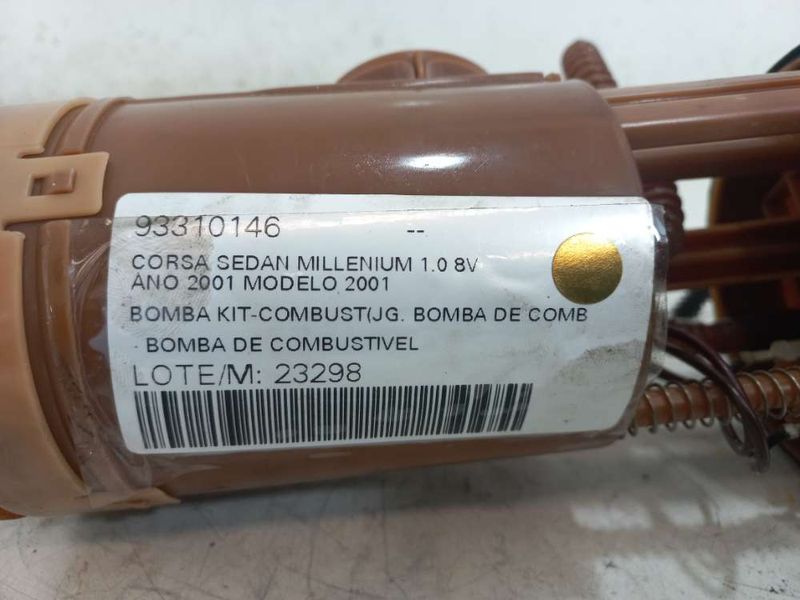 93310146 --
CORSA SEDAN MILLENIUM 1.0 8V
ANO 2001 MODELO 2001
BOMBA KIT-COMBUST(JG. BOMBA DE COMB
- BOMBA DE COMBUSTIVEL
LOTE/M: 23298